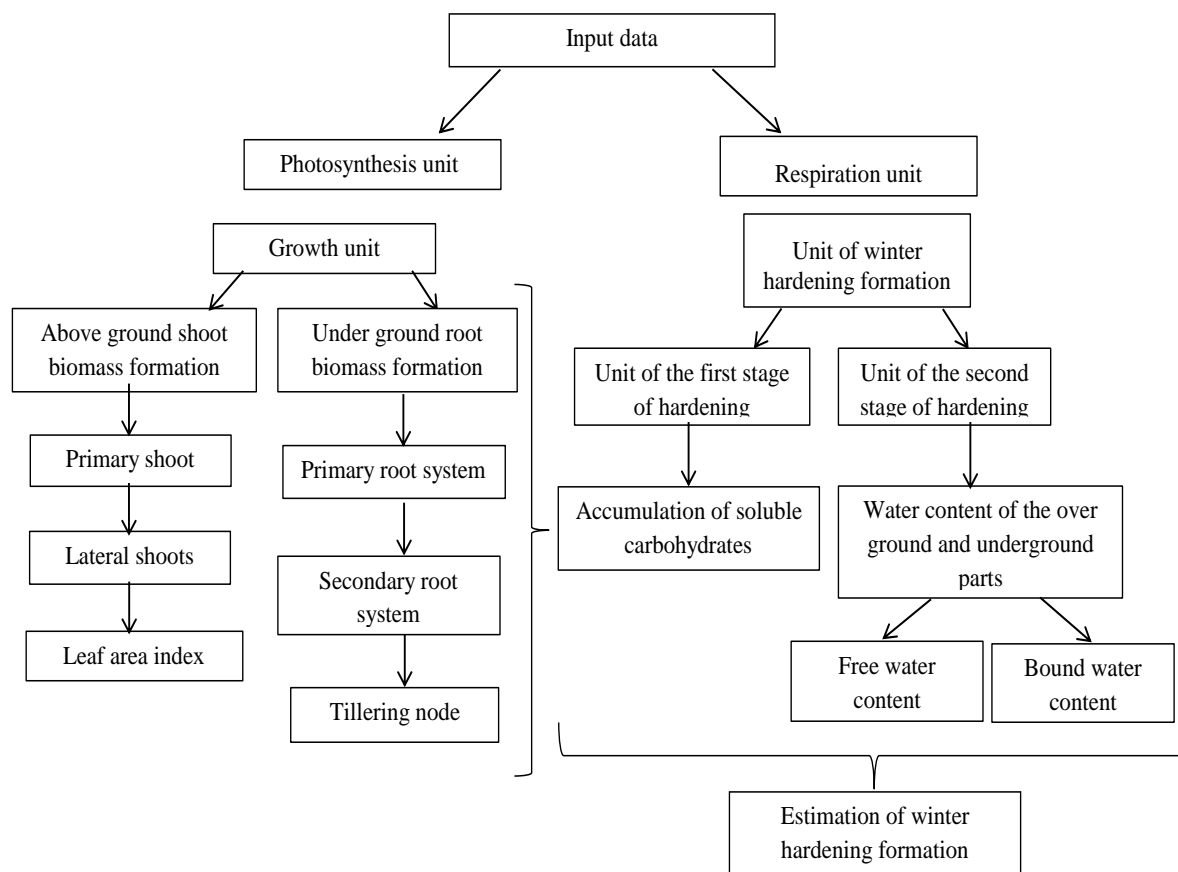 Input data
Photosynthesis unit
Respiration unit
Growth unit
Unit of winter
hardening formation
Above ground shoot
biomass formation
Under ground root
biomass formation
Unit of the first stage
of hardening
Unit of the second
stage of hardening
Primary shoot
Primary root system
Accumulation of soluble
carbohydrates
Water content of the over
ground and underground
parts
Lateral shoots
Secondary root
system
Leaf area index
Free water
content
Bound water
content
Tillering node
Estimation of winter
hardening formation